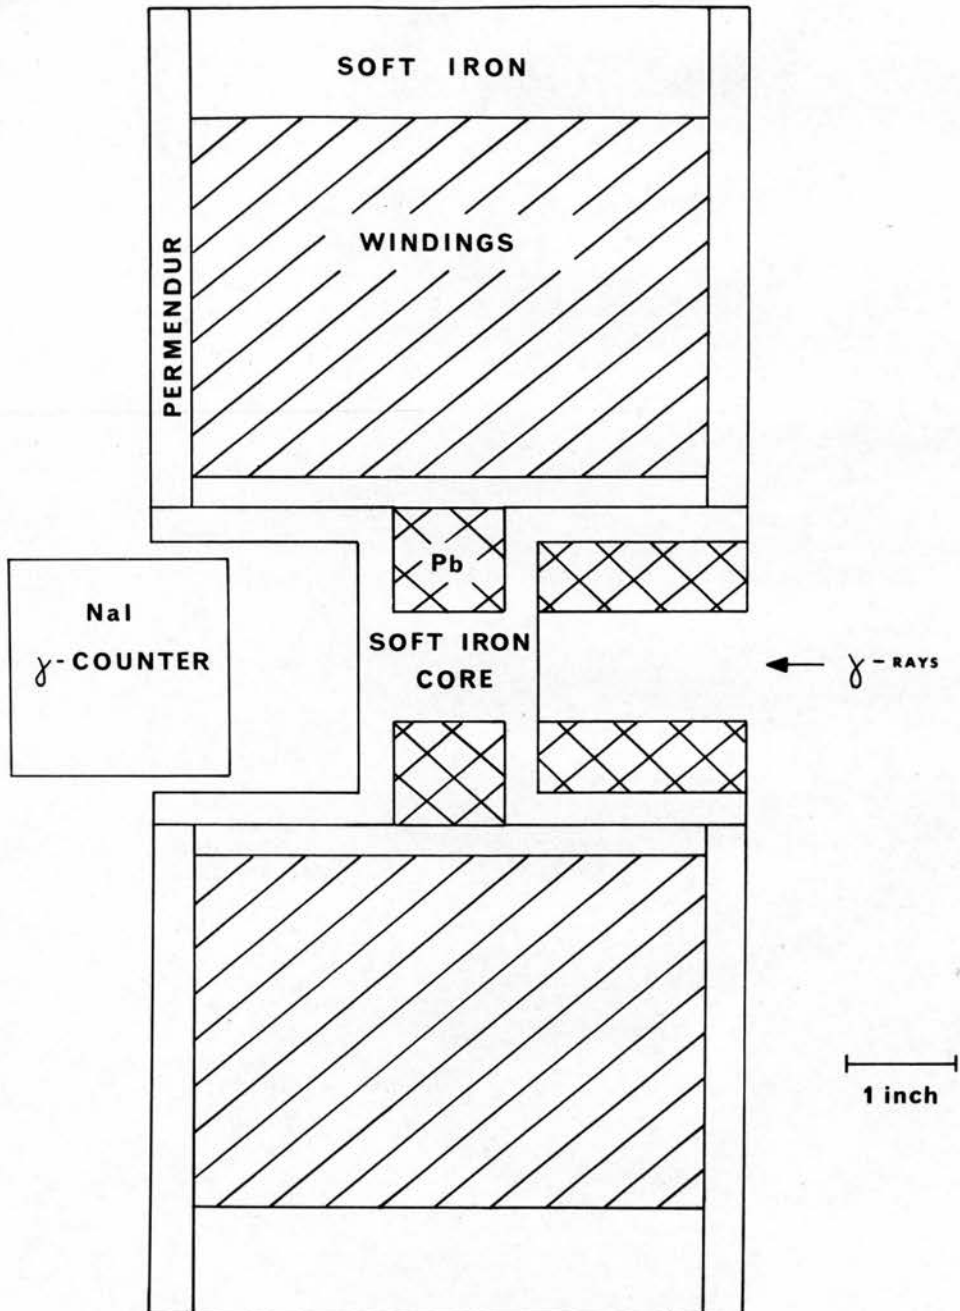 SOFT IRON
WINDINGS
PERMENDUR
Pb
NaI
γ-COUNTER
SOFT IRON
CORE
γ-RAYS
1 inch